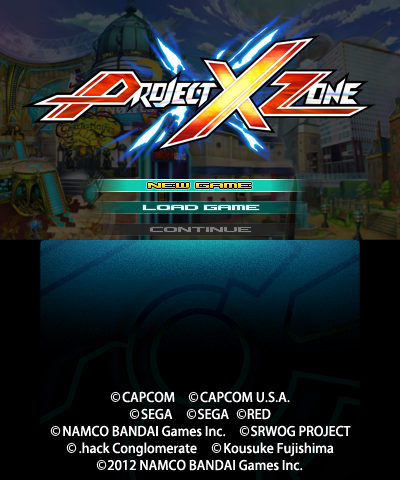 PROJECT X ZONE
NEW GAME
LOAD GAME
CONTINUE
©CAPCOM ©CAPCOM U.S.A.
©SEGA ©SEGA ©RED
©NAMCO BANDAI Games Inc. ©SRWOG PROJECT
©.hack Conglomerate ©Kousuke Fujishima
©2012 NAMCO BANDAI Games Inc.